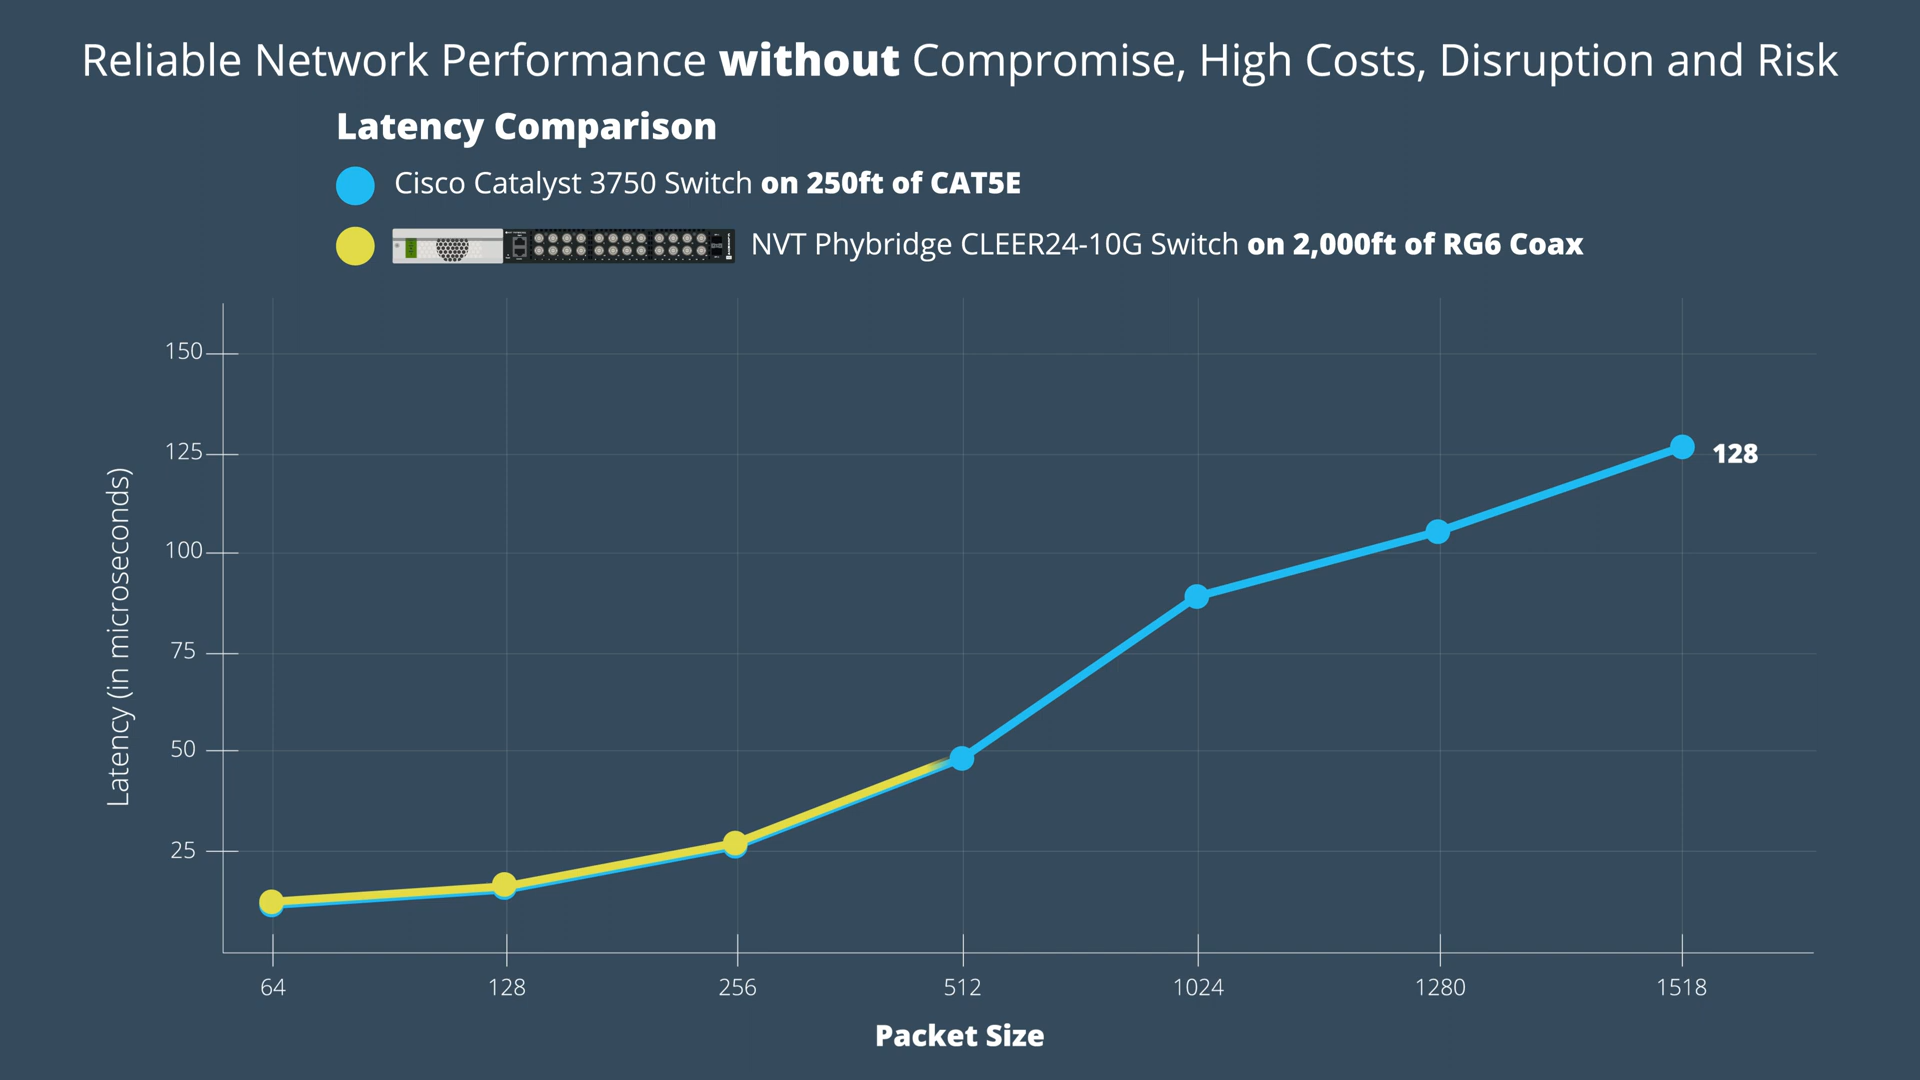 Reliable Network Performance without Compromise, High Costs, Disruption and Risk
Latency Comparison
Cisco Catalyst 3750 Switch on 250ft of CAT5E
NVT Phybridge CLEER24-10G Switch on 2,000ft of RG6 Coax
150
125
100
75
50
25
Latency (in microseconds)
128
64
128
256
512
1024
1280
1518
Packet Size